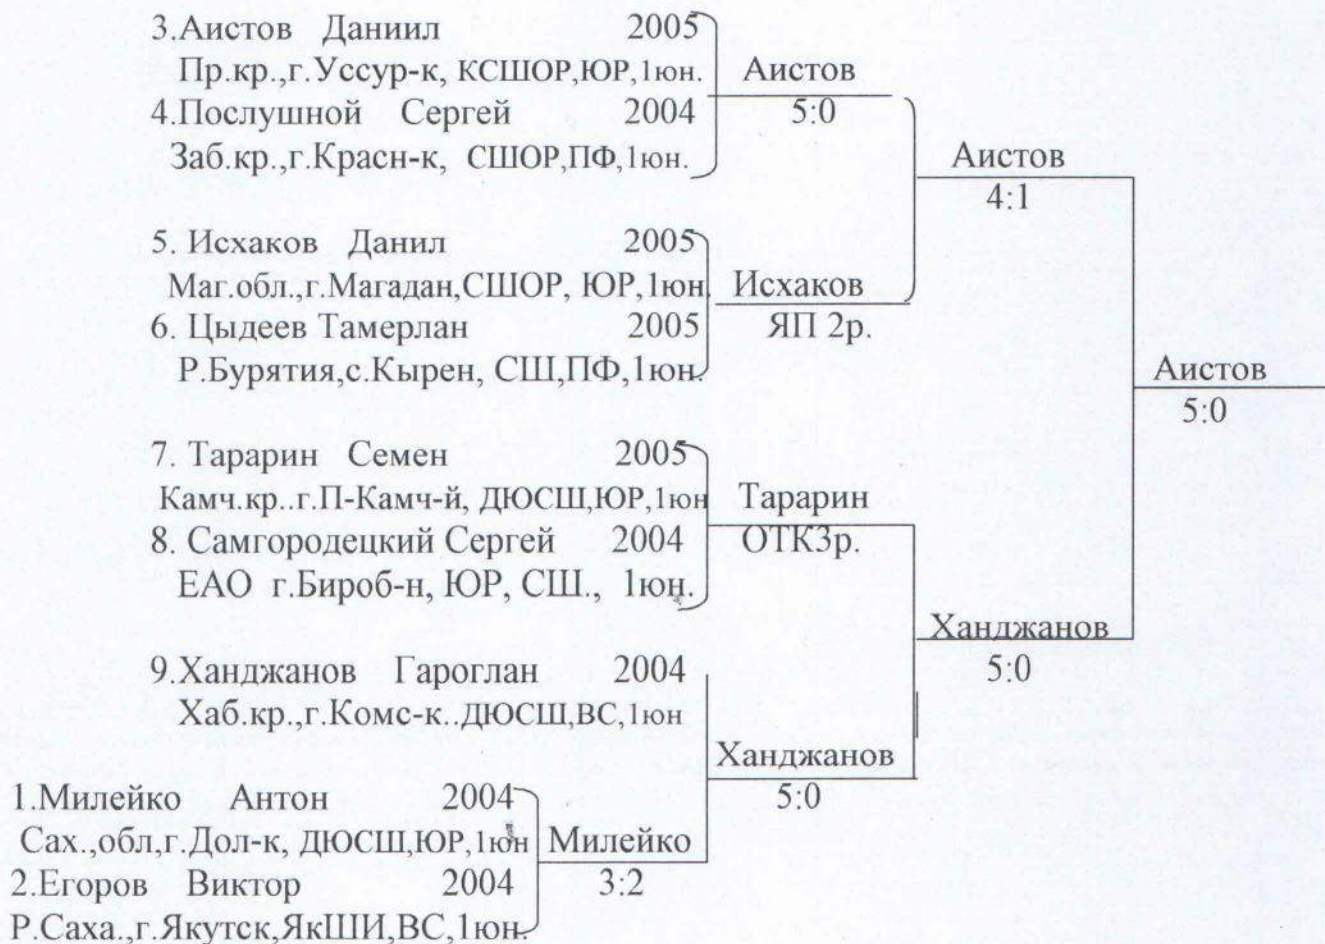 3.Аистов Даниил 2005
Пр.кр.,г.Уссур-к, КСШОР,ЮР,1юн. Аистов
4.Послушной Сергей 2004 5:0
Заб.кр.,г.Красн-к, СШОР,ПФ,1юн. Аистов
4:1
5. Исхаков Данил 2005
Маг.обл.,г.Магадан,СШОР, ЮР,1юн. Исхаков
6. Цыдеев Тамерлан 2005 ЯП 2р.
Р.Бурятия,с.Кырен, СШ,ПФ,1юн. Аистов
5:0
7. Тарарин Семен 2005
Камч.кр..г.П-Камч-й, ДЮСШ,ЮР,1юн Тарарин
8. Самгородецкий Сергей 2004 ОТК3р.
ЕАО г.Бироб-н, ЮР, СШ., 1юн.
Ханджанов
9.Ханджанов Гароглан 2004 5:0
Хаб.кр.,г.Комс-к..ДЮСШ,ВС,1юн
Ханджанов
1.Милейко Антон 2004 5:0
Сах.,обл,г.Дол-к, ДЮСШ,ЮР,1юн Милейко
2.Егоров Виктор 2004 3:2
Р.Саха.,г.Якутск,ЯкШИ,ВС,1юн.